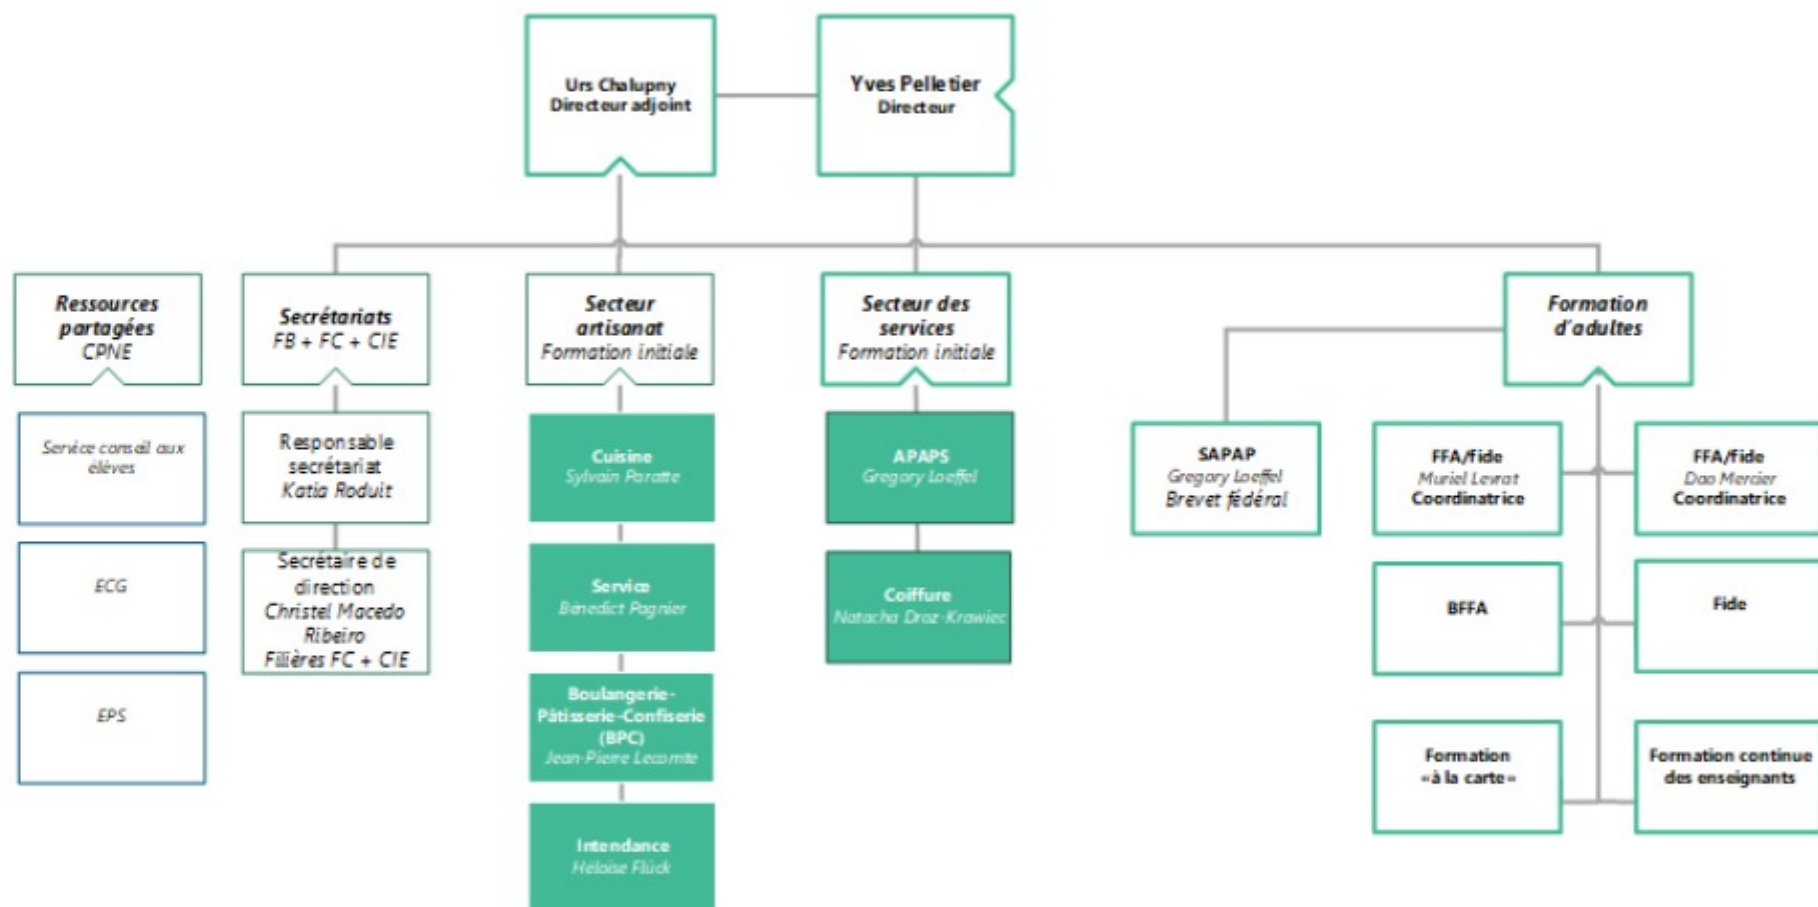 Urs Chalupny
Directeur adjoint
Yves Pelletier
Directeur
Ressources
partagées
CPNE
Secrétariats
FB + FC + CIE
Secteur
artisanat
Formation initiale
Secteur des
services
Formation initiale
Formation
d'adultes
Service conseil aux
élèves
ECG
EPS
Responsable
secrétariat
Katia Roduit
Secrétaire de
direction
Christel Macedo
Ribeiro
Filières FC + CIE
Cuisine
Sylvain Paratte
Service
Bénedict Pagnier
Boulangerie-
Pâtisserie-Confiserie
(BPC)
Jean-Pierre Lecomte
Intendance
Héloïse Flück
APAPS
Gregory Loeffel
Coiffure
Natacha Droz-Krawiec
SAPAP
Gregory Loeffel
Brevet fédéral
FFA/fide
Muriel Levrat
Coordinatrice
FFA/fide
Dao Mercier
Coordinatrice
BFFA
Fide
Formation
«à la carte»
Formation continue
des enseignants